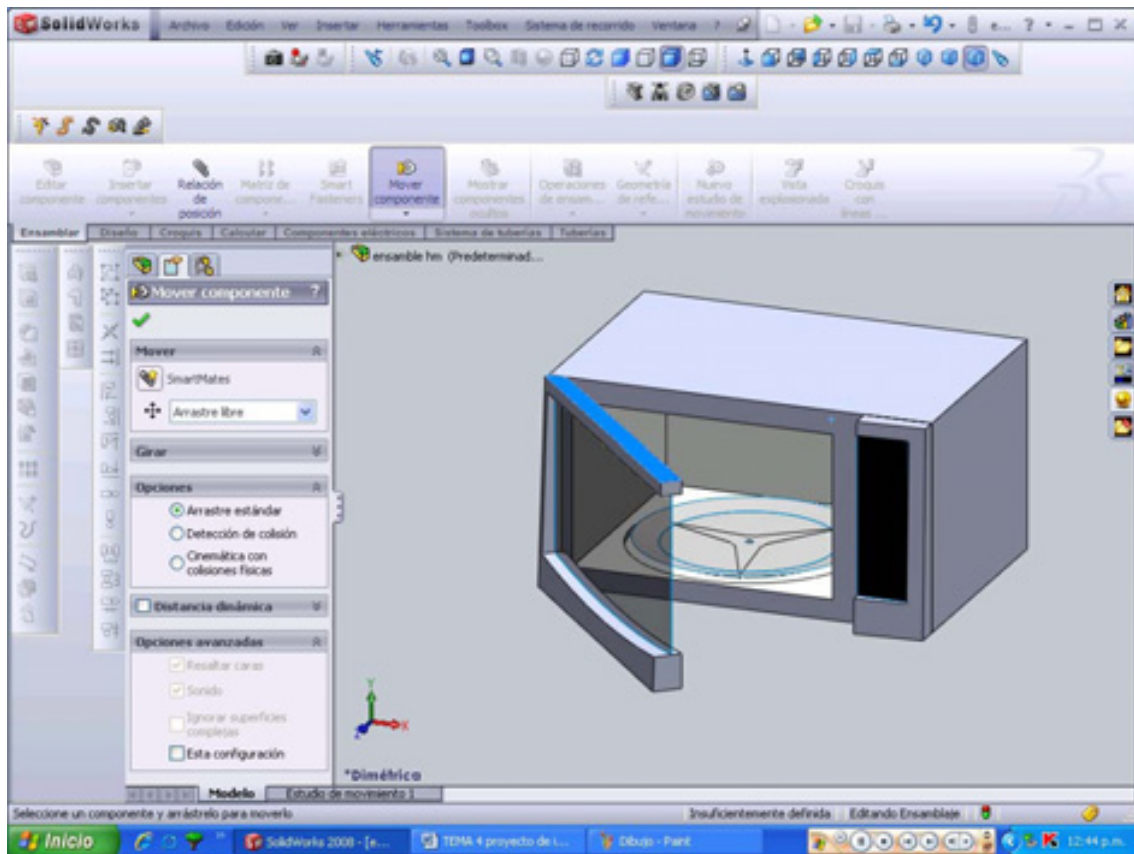 SolidWorks Archivo Edición Ver Insertar Herramientas Toolbox Sistema de recorrido Ventana ? e... ?
Editar componente
Insertar componentes
Relación de posición
Matriz de compone...
Smart Fasteners
Mover componente
Mostrar componentes ocultos
Operaciones de ensam...
Geometría de refe...
Nuevo estudio de movimiento
Vista explosionada
Croquis con líneas ...
Ensamblar Diseño Croquis Calcular Componentes eléctricos Sistema de tuberías Tuberías
ensamble hm (Predeterminad...
Mover componente ?
Mover
SmartMates
Arrastre libre
Girar
Opciones
Arrastre estándar
Detección de colisión
Cinemática con
colisiones físicas
Distancia dinámica
Opciones avanzadas
Resaltar caras
Sonido
Ignorar superficies
complejas
Esta configuración
Y
X
Z
*Dimétrica
Modelo Estudio de movimiento 1
Seleccione un componente y arrástrelo para moverlo Insuficientemente definida Editando Ensamblaje
Inicio SolidWorks 2008 - [e... TEMA 4 proyecto de i... Dibujo - Paint 12:44 p.m.